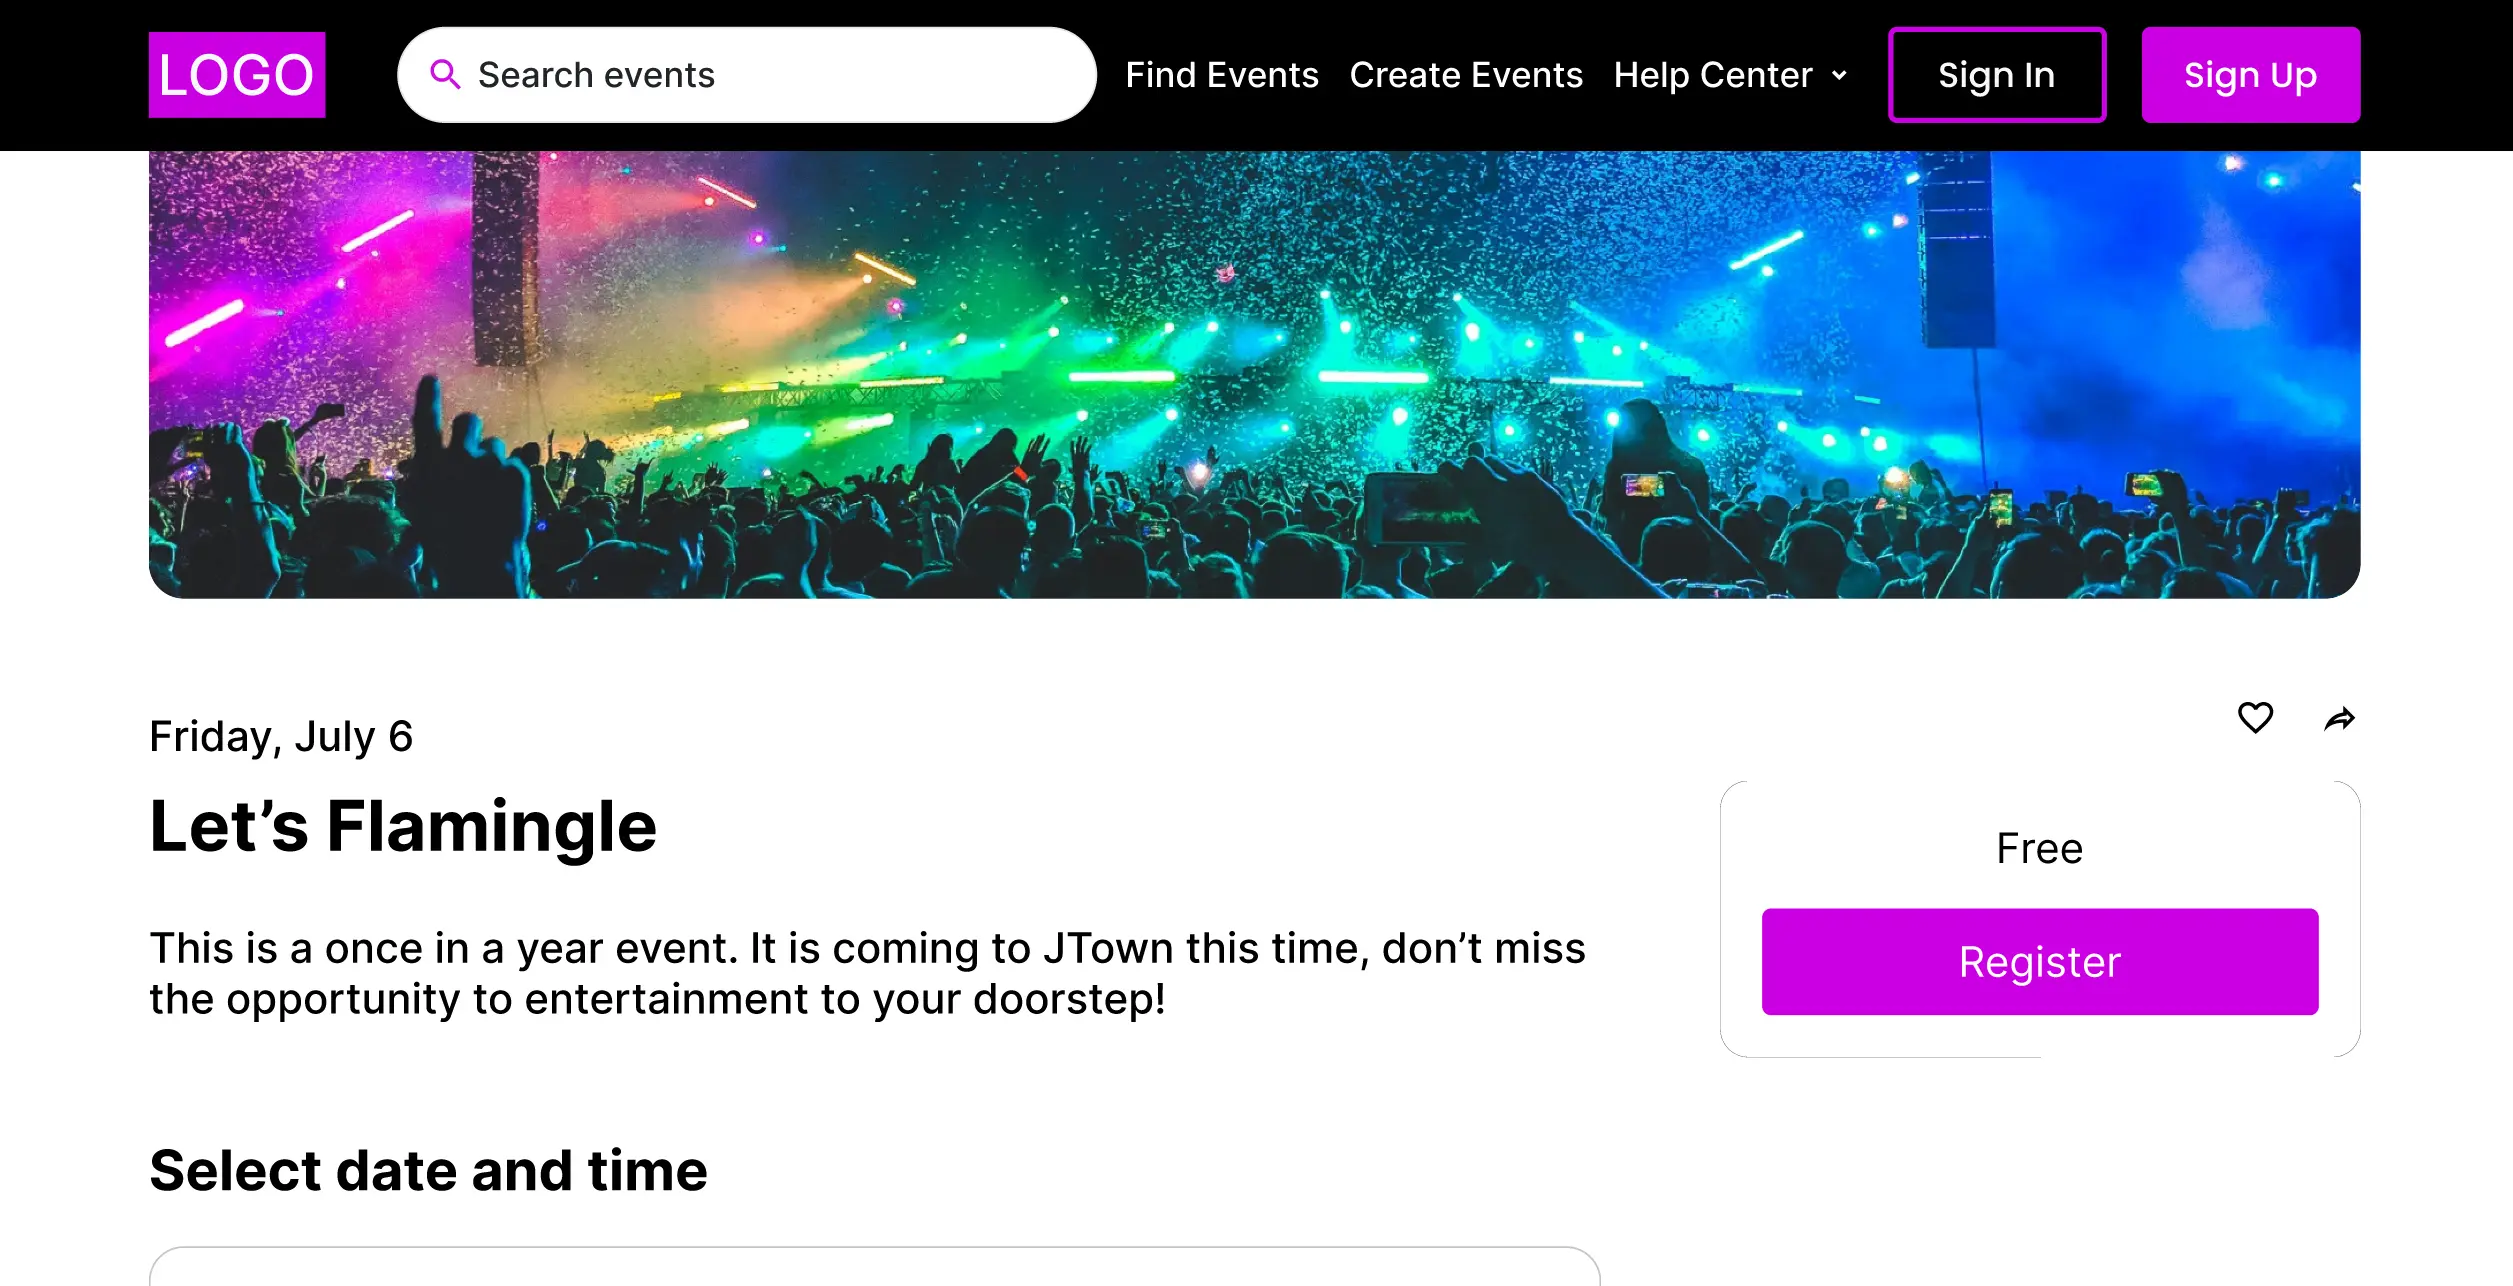 LOGO
Search events
Find Events
Create Events
Help Center
Sign In
Sign Up
Friday, July 6
Let’s Flamingle
This is a once in a year event. It is coming to JTown this time, don’t miss
the opportunity to entertainment to your doorstep!
Free
Register
Select date and time